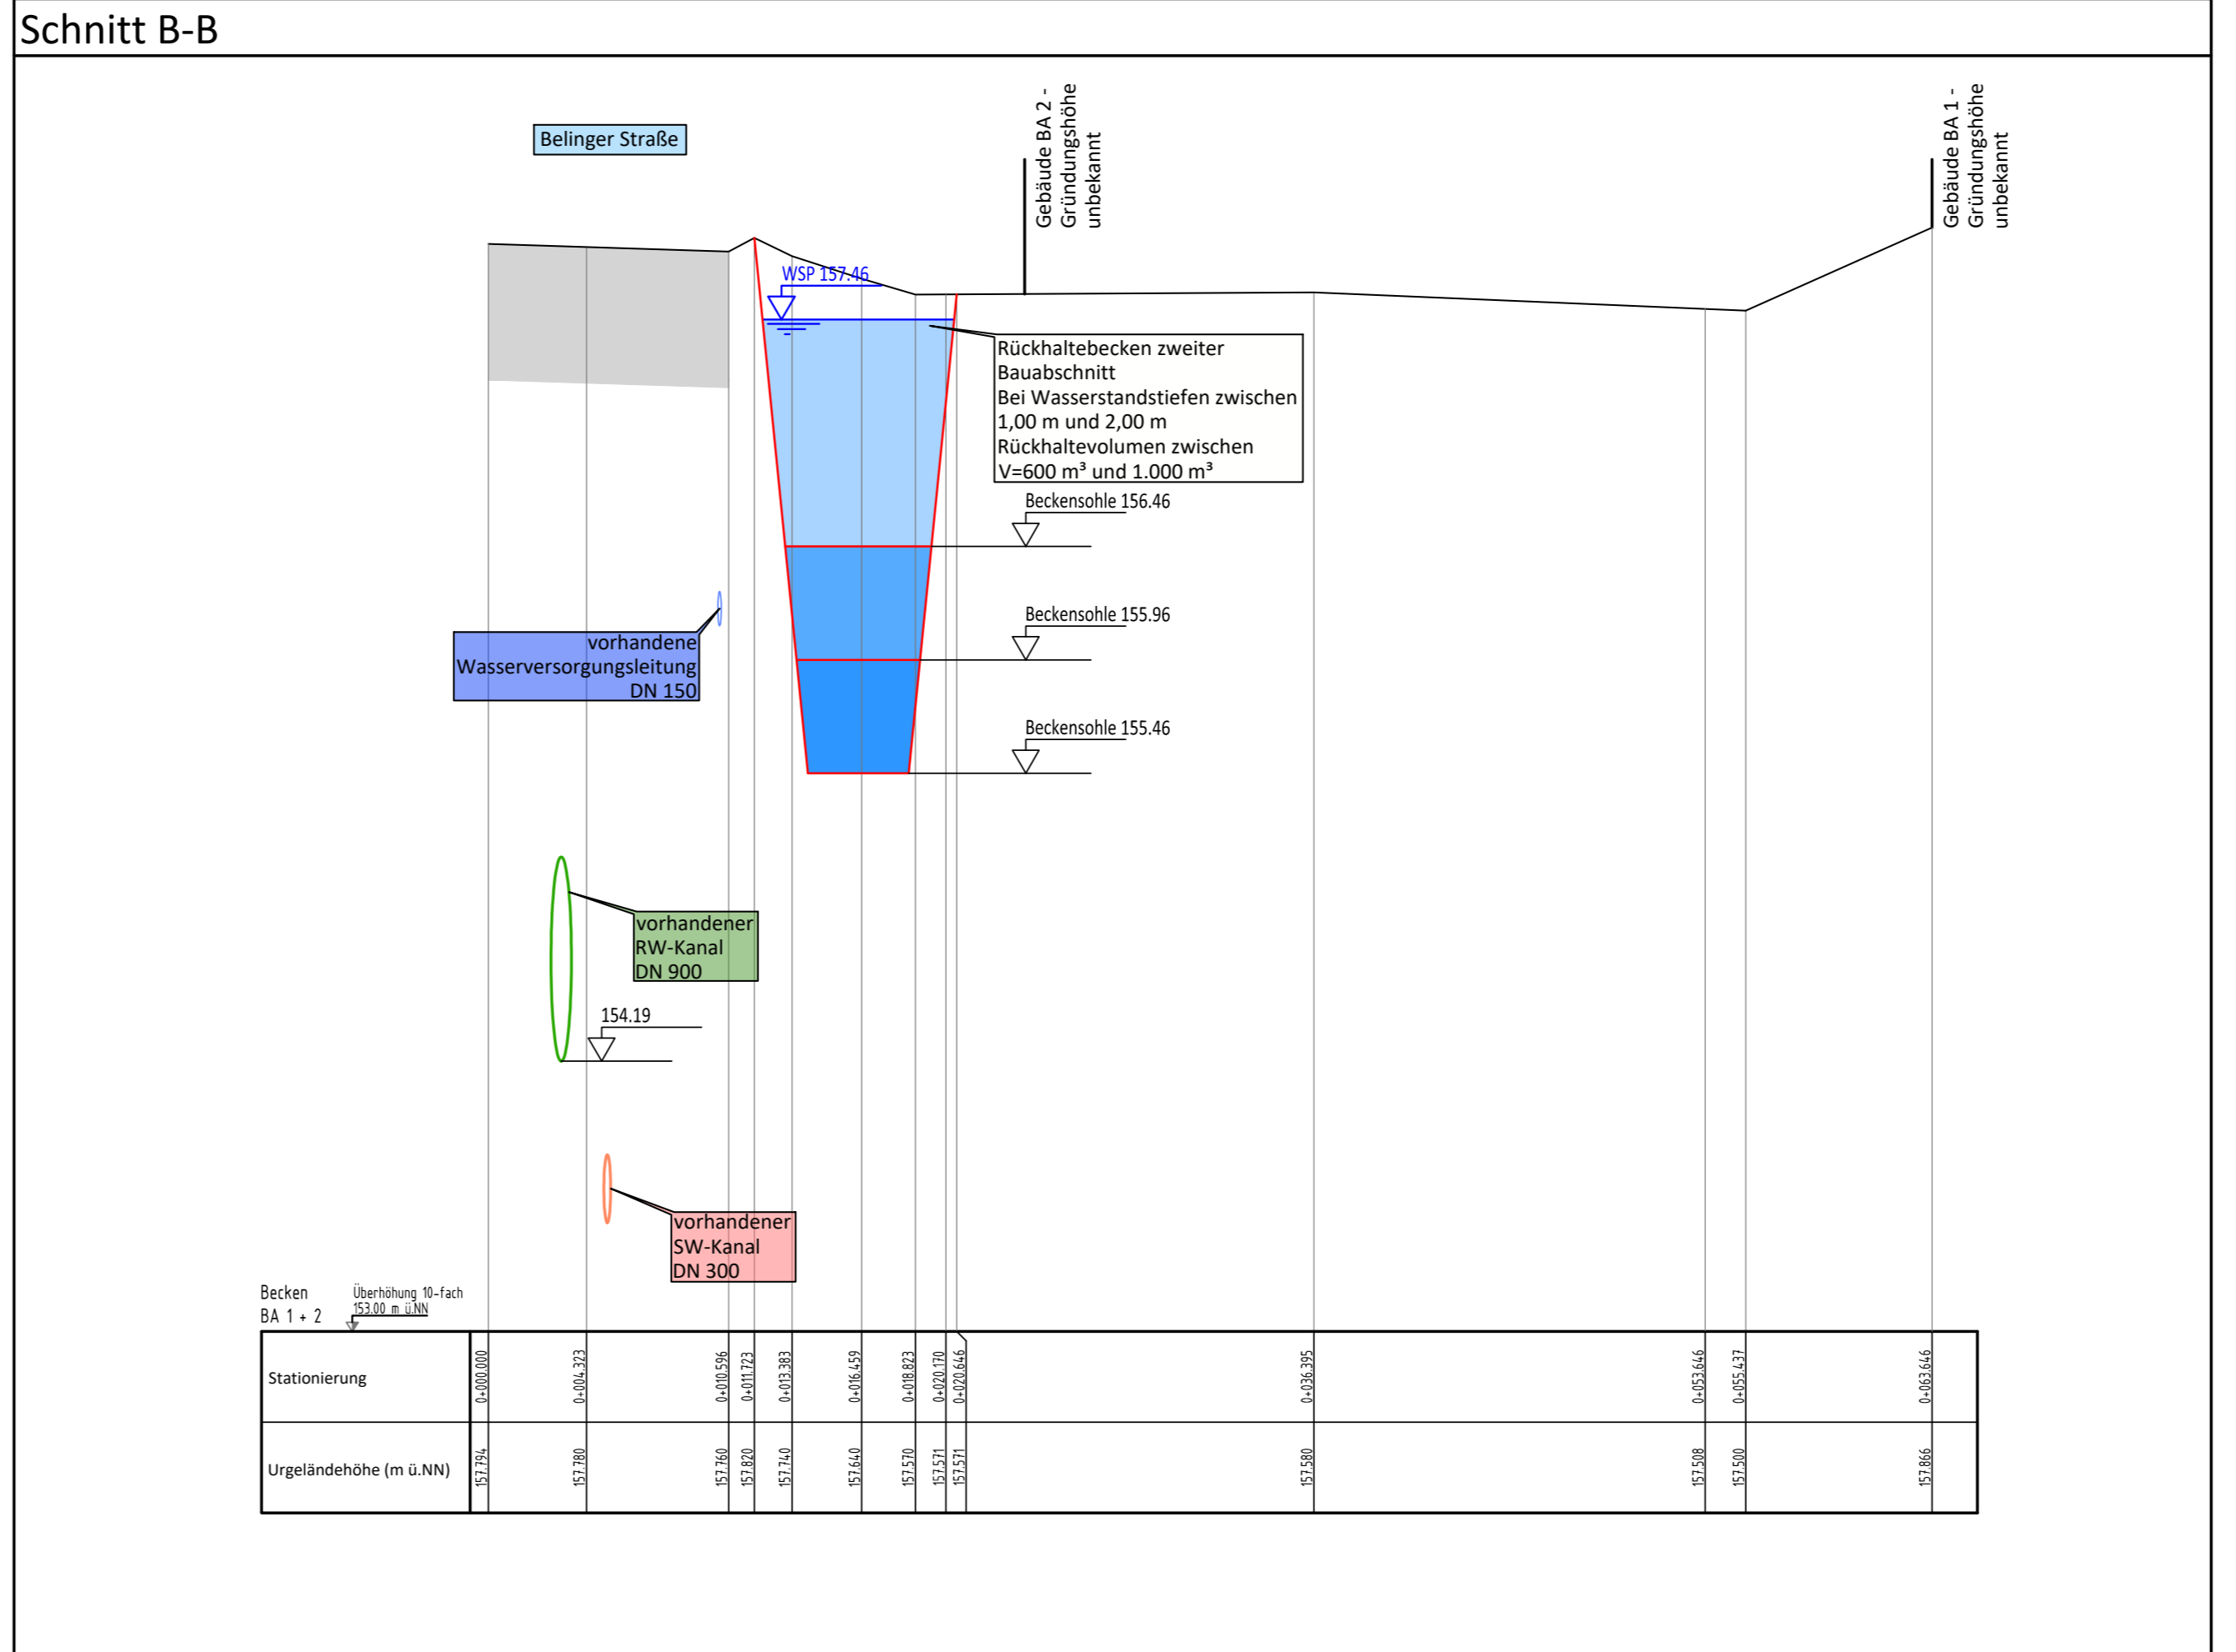 Schnitt B-B
Belinger Straße
Gebäude BA 2 -
Gründungshöhe
unbekannt
Gebäude BA 1 -
Gründungshöhe
unbekannt
WSP 157.46
Rückhaltebecken zweiter
Bauabschnitt
Bei Wasserstandstiefen zwischen
1,00 m und 2,00 m
Rückhaltevolumen zwischen
V=600 m³ und 1.000 m³
Beckensohle 156.46
Beckensohle 155.96
Beckensohle 155.46
vorhandene
Wasserversorgungsleitung
DN 150
vorhandener
RW-Kanal
DN 900
154.19
vorhandener
SW-Kanal
DN 300
Becken
BA 1 + 2
Überhöhung 10-fach
153.00 m ü.NN
Stationierung
0+000.000
0+004.323
0+010.596
0+011.723
0+013.383
0+016.459
0+018.823
0+020.170
0+020.646
0+036.395
0+053.646
0+055.437
0+063.646
Urgeländehöhe (m ü.NN)
157.794
157.780
157.760
157.820
157.740
157.640
157.570
157.571
157.571
157.580
157.508
157.500
157.866